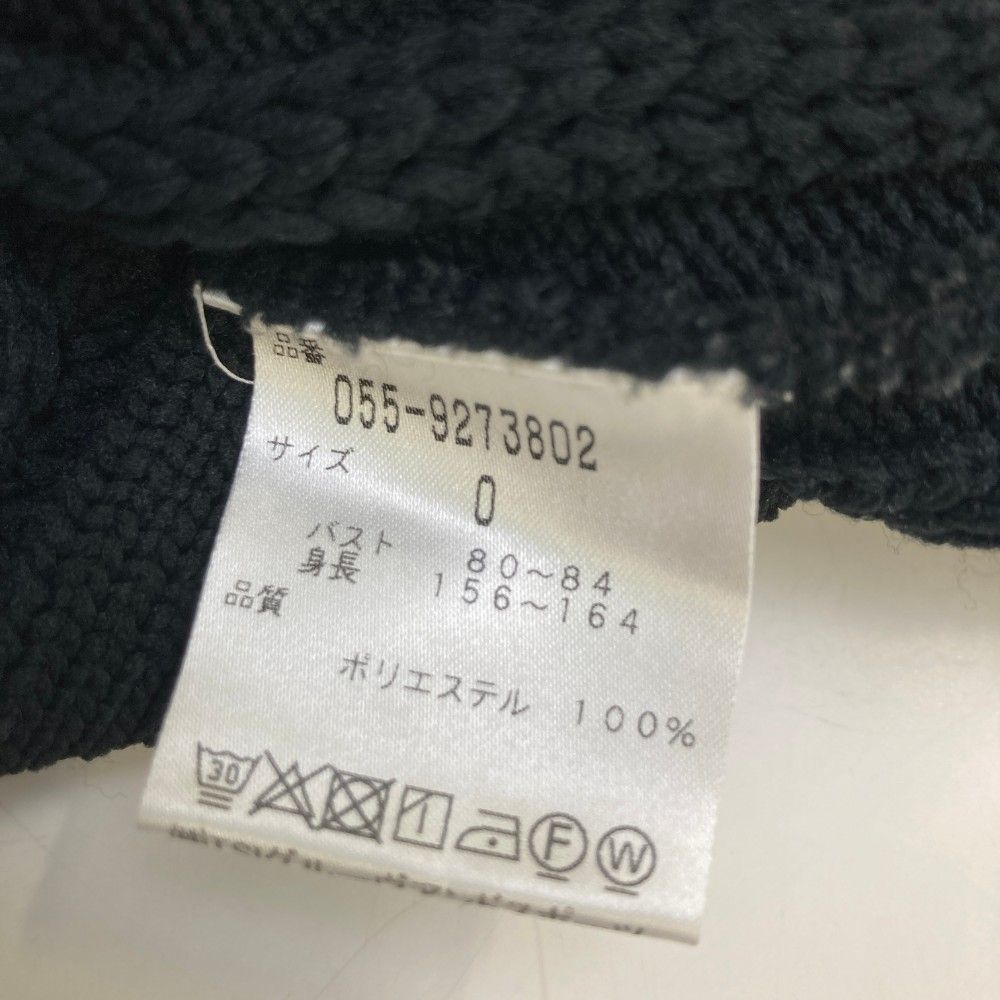 品番
055-9273802
サイズ
0
バスト 80~84
身長 156~164
品質
ポリエステル 100%
30 F W